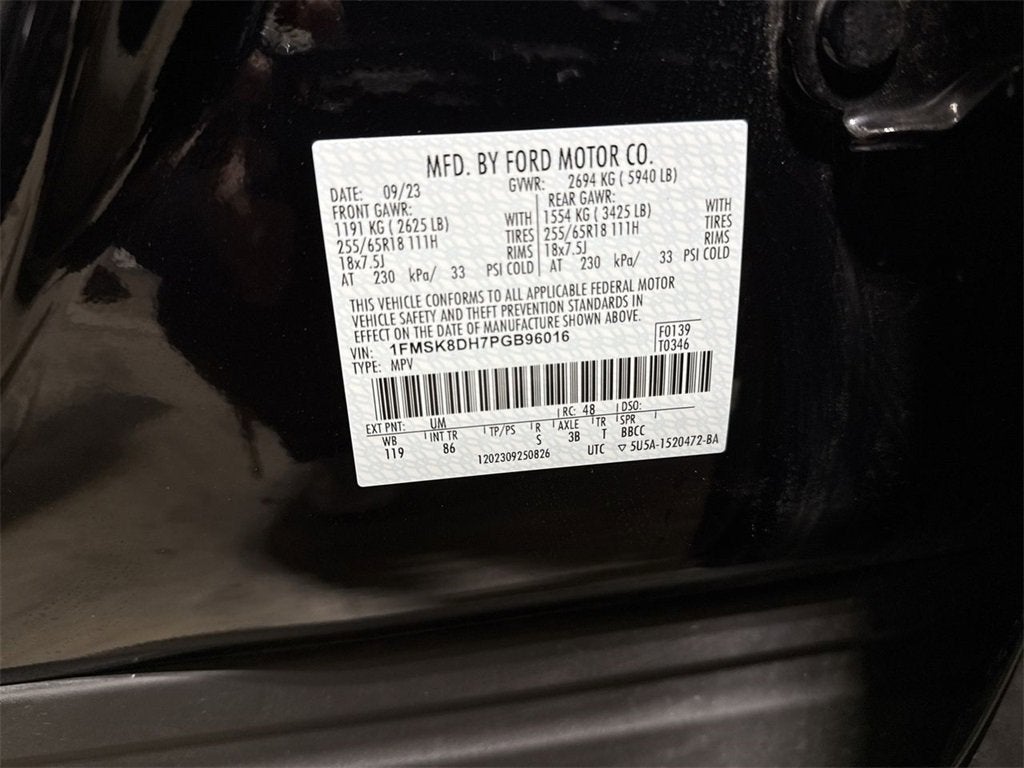 MFD. BY FORD MOTOR CO.
DATE: 09/23 GVWR: 2694 KG ( 5940 LB)
FRONT GAWR: REAR GAWR:
1191 KG ( 2625 LB) WITH 1554 KG ( 3425 LB) WITH
255/65R18 111H TIRES 255/65R18 111H TIRES
18x7.5J RIMS 18x7.5J RIMS
AT 230 kPa/ 33 PSI COLD AT 230 kPa/ 33 PSI COLD
THIS VEHICLE CONFORMS TO ALL APPLICABLE FEDERAL MOTOR
VEHICLE SAFETY AND THEFT PREVENTION STANDARDS IN
EFFECT ON THE DATE OF MANUFACTURE SHOWN ABOVE.
VIN: 1FMSK8DH7PGB96016 F0139
TYPE: MPV T0346
EXT PNT: UM RC: 48 DSO:
WB INT TR TP/PS R AXLE TR SPR
119 86 S 3B T BBCC
1202309250826 UTC ▽ 5U5A-1520472-BA